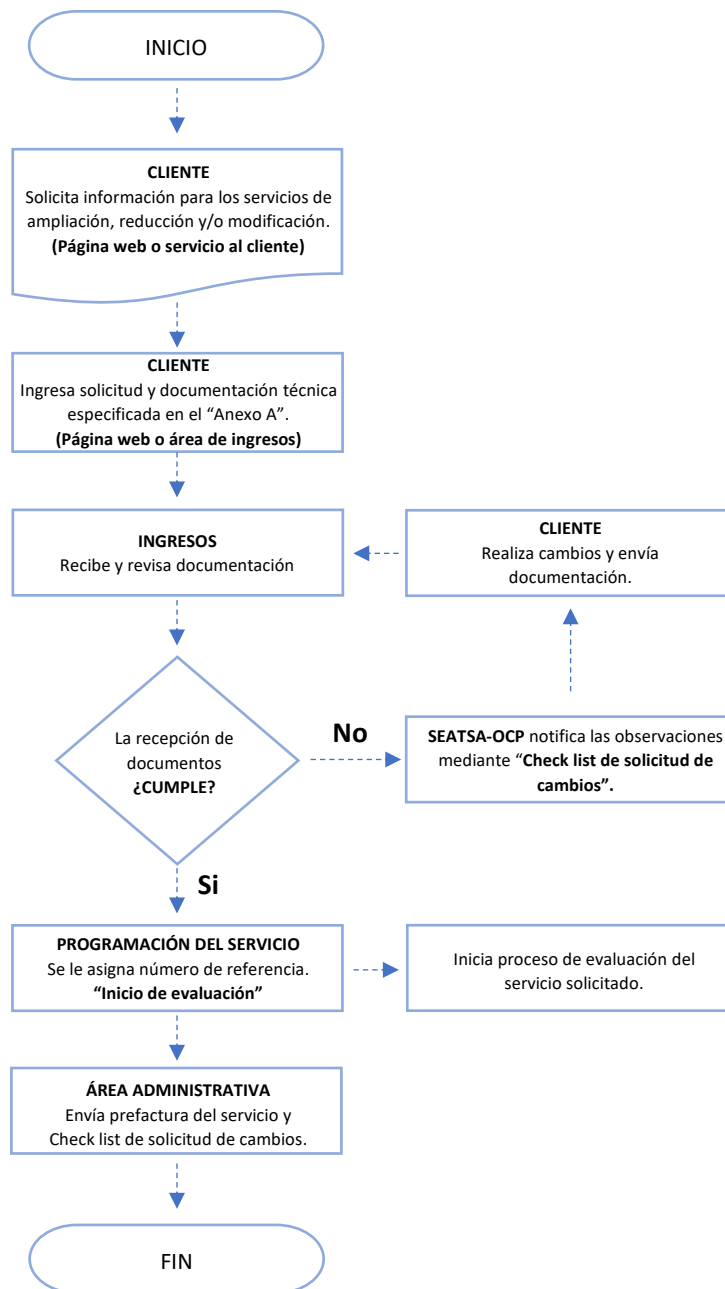 INICIO
CLIENTE
Solicita información para los servicios de
ampliación, reducción y/o modificación.
(Página web o servicio al cliente)
CLIENTE
Ingresa solicitud y documentación técnica
especificada en el “Anexo A”.
(Página web o área de ingresos)
INGRESOS
Recibe y revisa documentación
CLIENTE
Realiza cambios y envía
documentación.
La recepción de
documentos
¿CUMPLE?
No
SEATSA-OCP notifica las observaciones
mediante “Check list de solicitud de
cambios”.
Si
PROGRAMACIÓN DEL SERVICIO
Se le asigna número de referencia.
“Inicio de evaluación”
Inicia proceso de evaluación del
servicio solicitado.
ÁREA ADMINISTRATIVA
Envía prefactura del servicio y
Check list de solicitud de cambios.
FIN